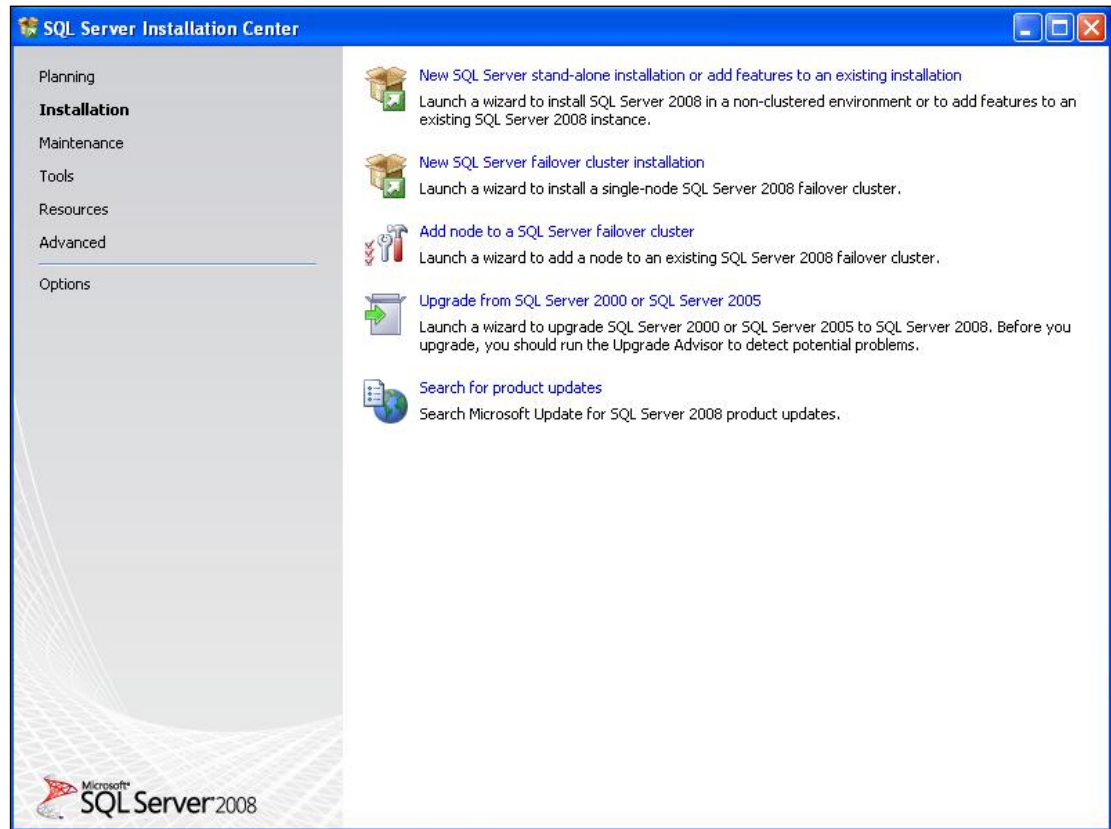 SQL Server Installation Center
Planning
Installation
Maintenance
Tools
Resources
Advanced
Options
New SQL Server stand-alone installation or add features to an existing installation
Launch a wizard to install SQL Server 2008 in a non-clustered environment or to add features to an
existing SQL Server 2008 instance.
New SQL Server failover cluster installation
Launch a wizard to install a single-node SQL Server 2008 failover cluster.
Add node to a SQL Server failover cluster
Launch a wizard to add a node to an existing SQL Server 2008 failover cluster.
Upgrade from SQL Server 2000 or SQL Server 2005
Launch a wizard to upgrade SQL Server 2000 or SQL Server 2005 to SQL Server 2008. Before you
upgrade, you should run the Upgrade Advisor to detect potential problems.
Search for product updates
Search Microsoft Update for SQL Server 2008 product updates.
Microsoft®
SQL Server 2008